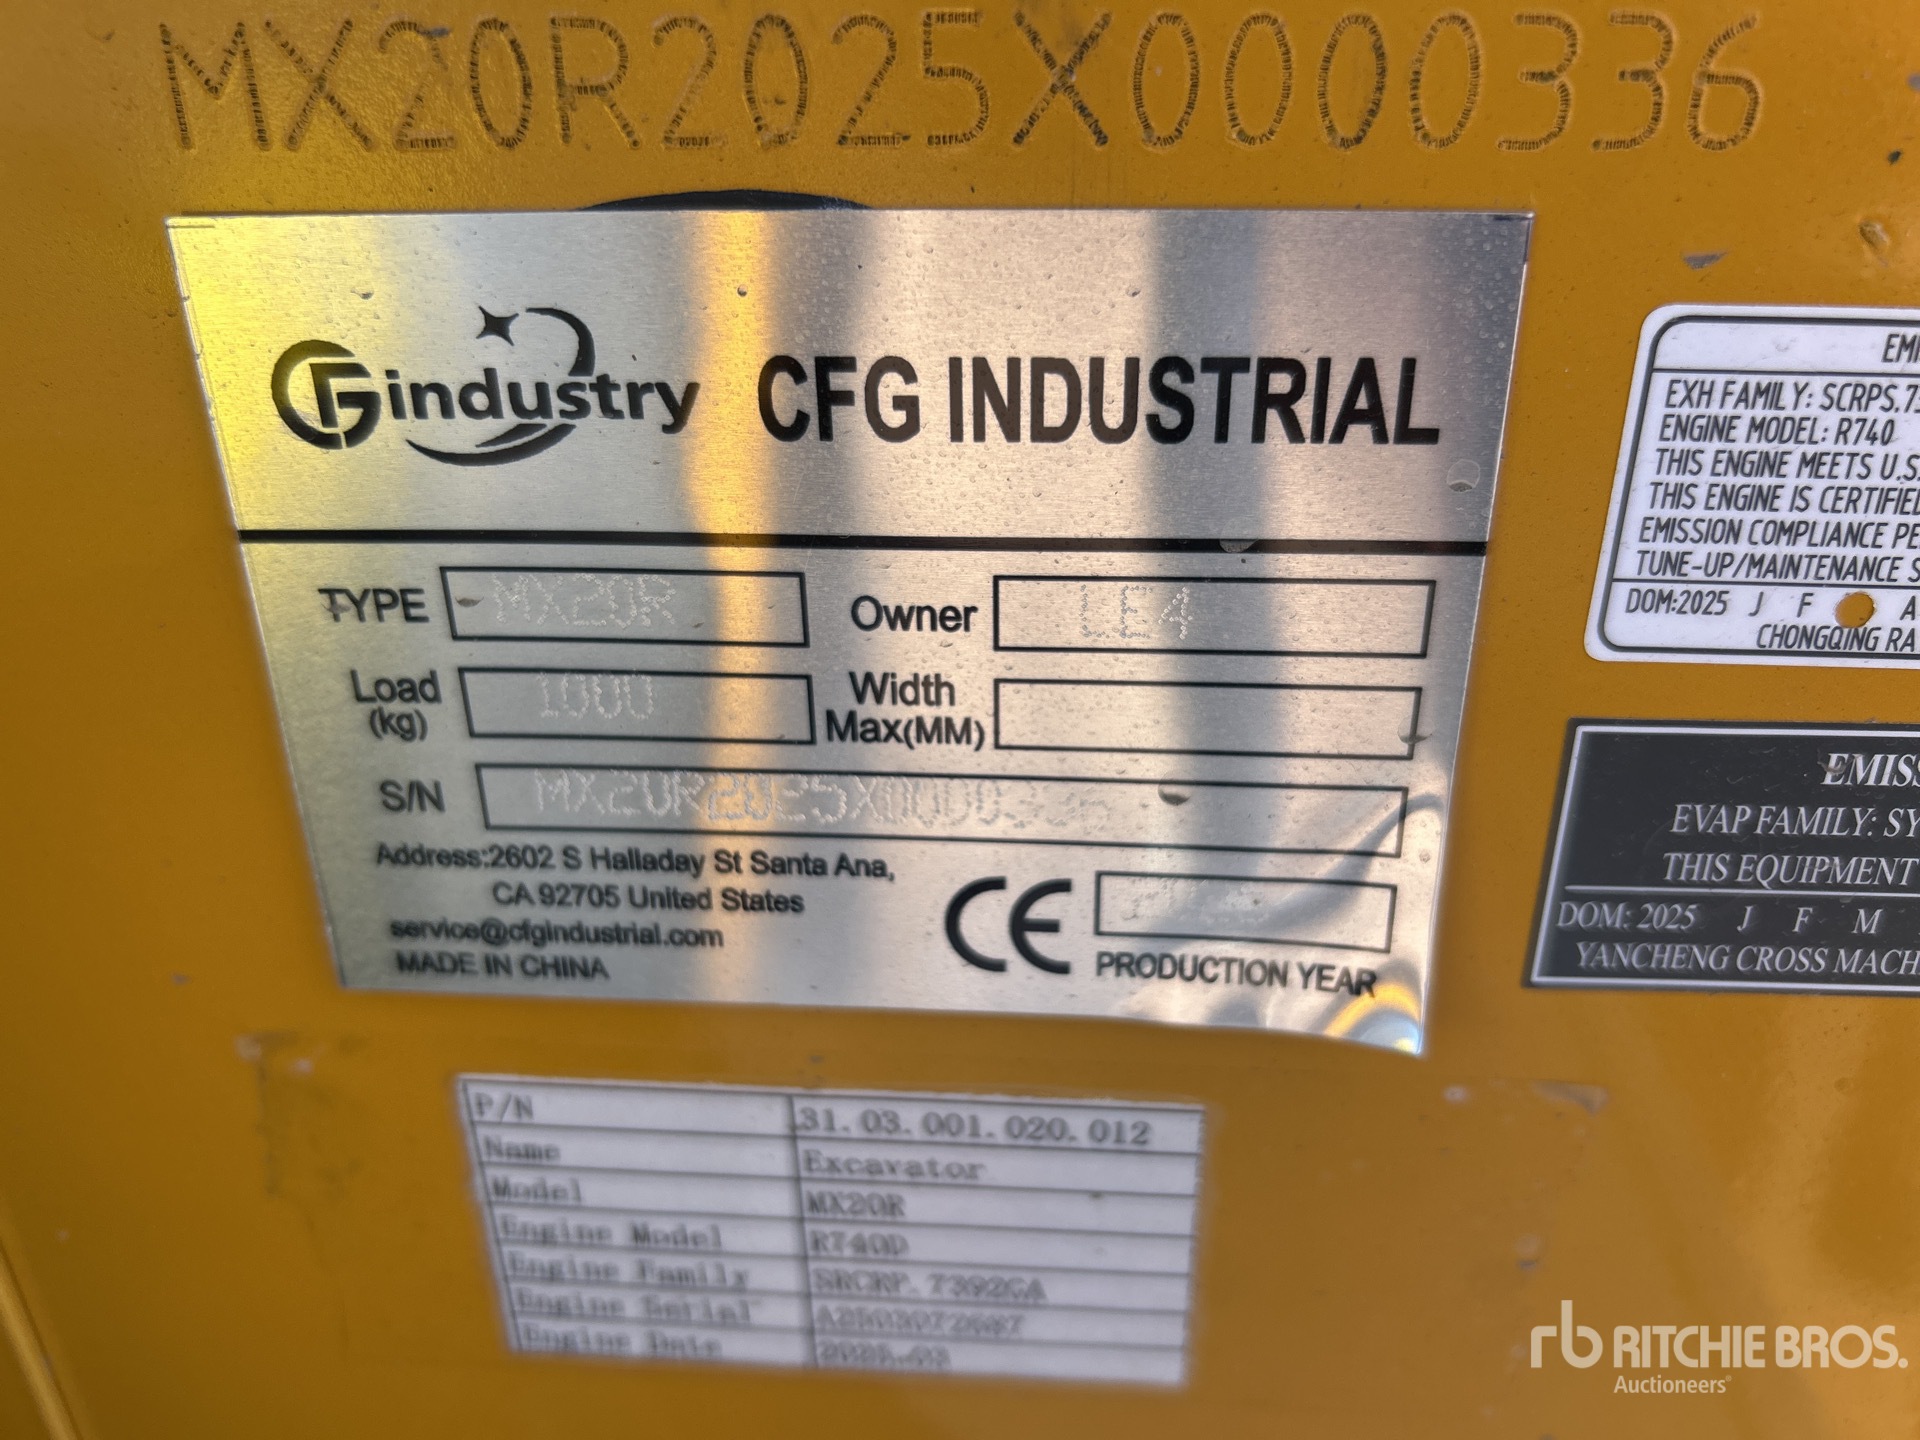 MX20R2025X0000336
CFGindustry CFG INDUSTRIAL
TYPE MX20R Owner LE4
Load (kg) 1000 Width Max(MM)
S/N MX20R2025X0000336
Address:2602 S Halladay St Santa Ana,
CA 92705 United States
service@cfgindustrial.com
MADE IN CHINA
CE PRODUCTION YEAR
EXH FAMILY: SCRPS.7
ENGINE MODEL: R740
THIS ENGINE MEETS U.S.
THIS ENGINE IS CERTIFIED
EMISSION COMPLIANCE PE
TUNE-UP/MAINTENANCE S
DOM:2025 J F A
CHONGQING RA
EMISS
EVAP FAMILY: SY
THIS EQUIPMENT
DOM: 2025 J F M
YANCHENG CROSS MACH
P/N 31.03.001.020.012
Name Excavator
Model MX20R
Engine Model R740D
Engine Family SRCRP.7392GA
Engine Serial
Engine Date 2025.03
rb RITCHIE BROS.
Auctioneers